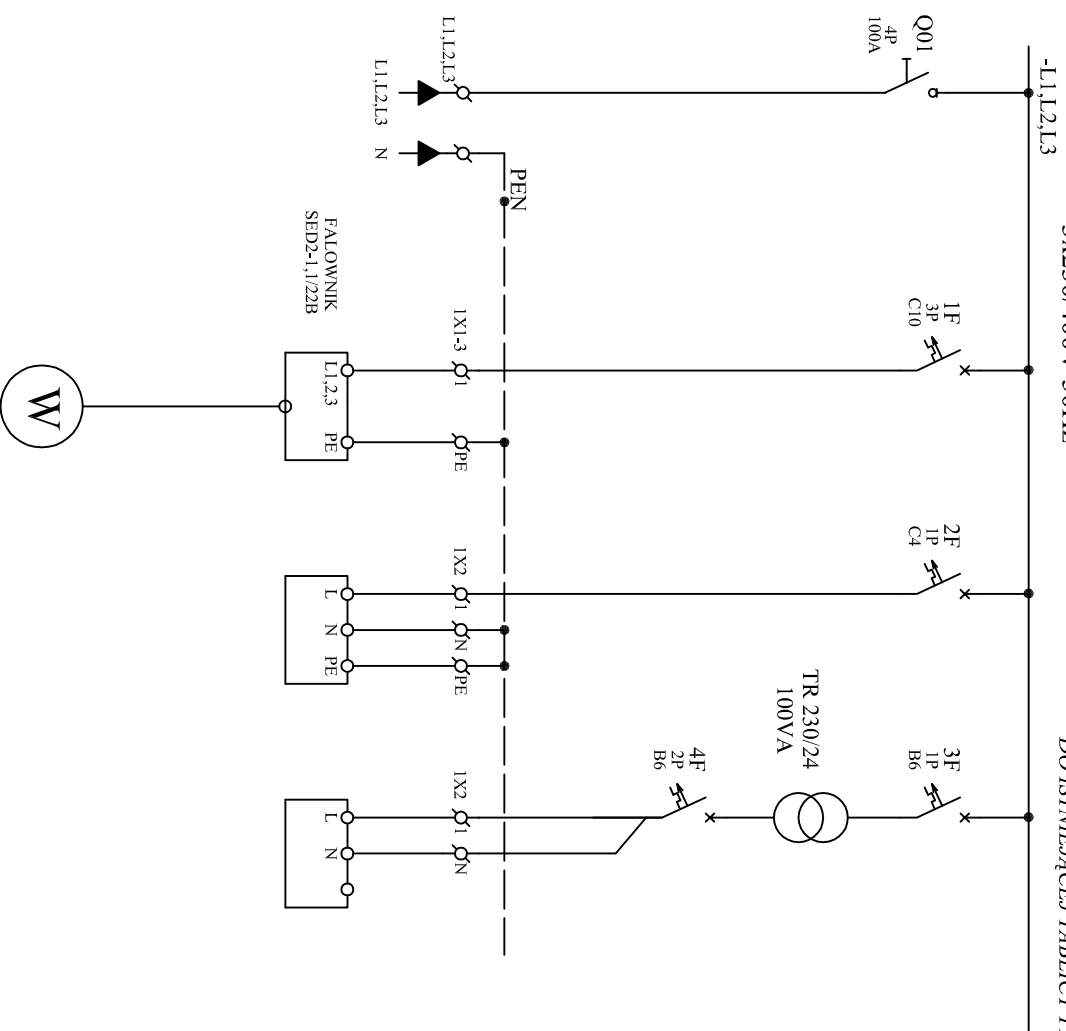 -L1,L2,L3
Q01
4P
100A
L1,L2,L3
L1,L2,L3
N
PEN
1F
3P
C10
1X1-3
1
PE
FALOWNIK
SED2-1,1/22B
L1,2,3
PE
W
2F
1P
C4
1X2
1
N
PE
L
N
PE
3F
1P
B6
TR 230/24
100VA
4F
2P
B6
1X2
1
N
L
N